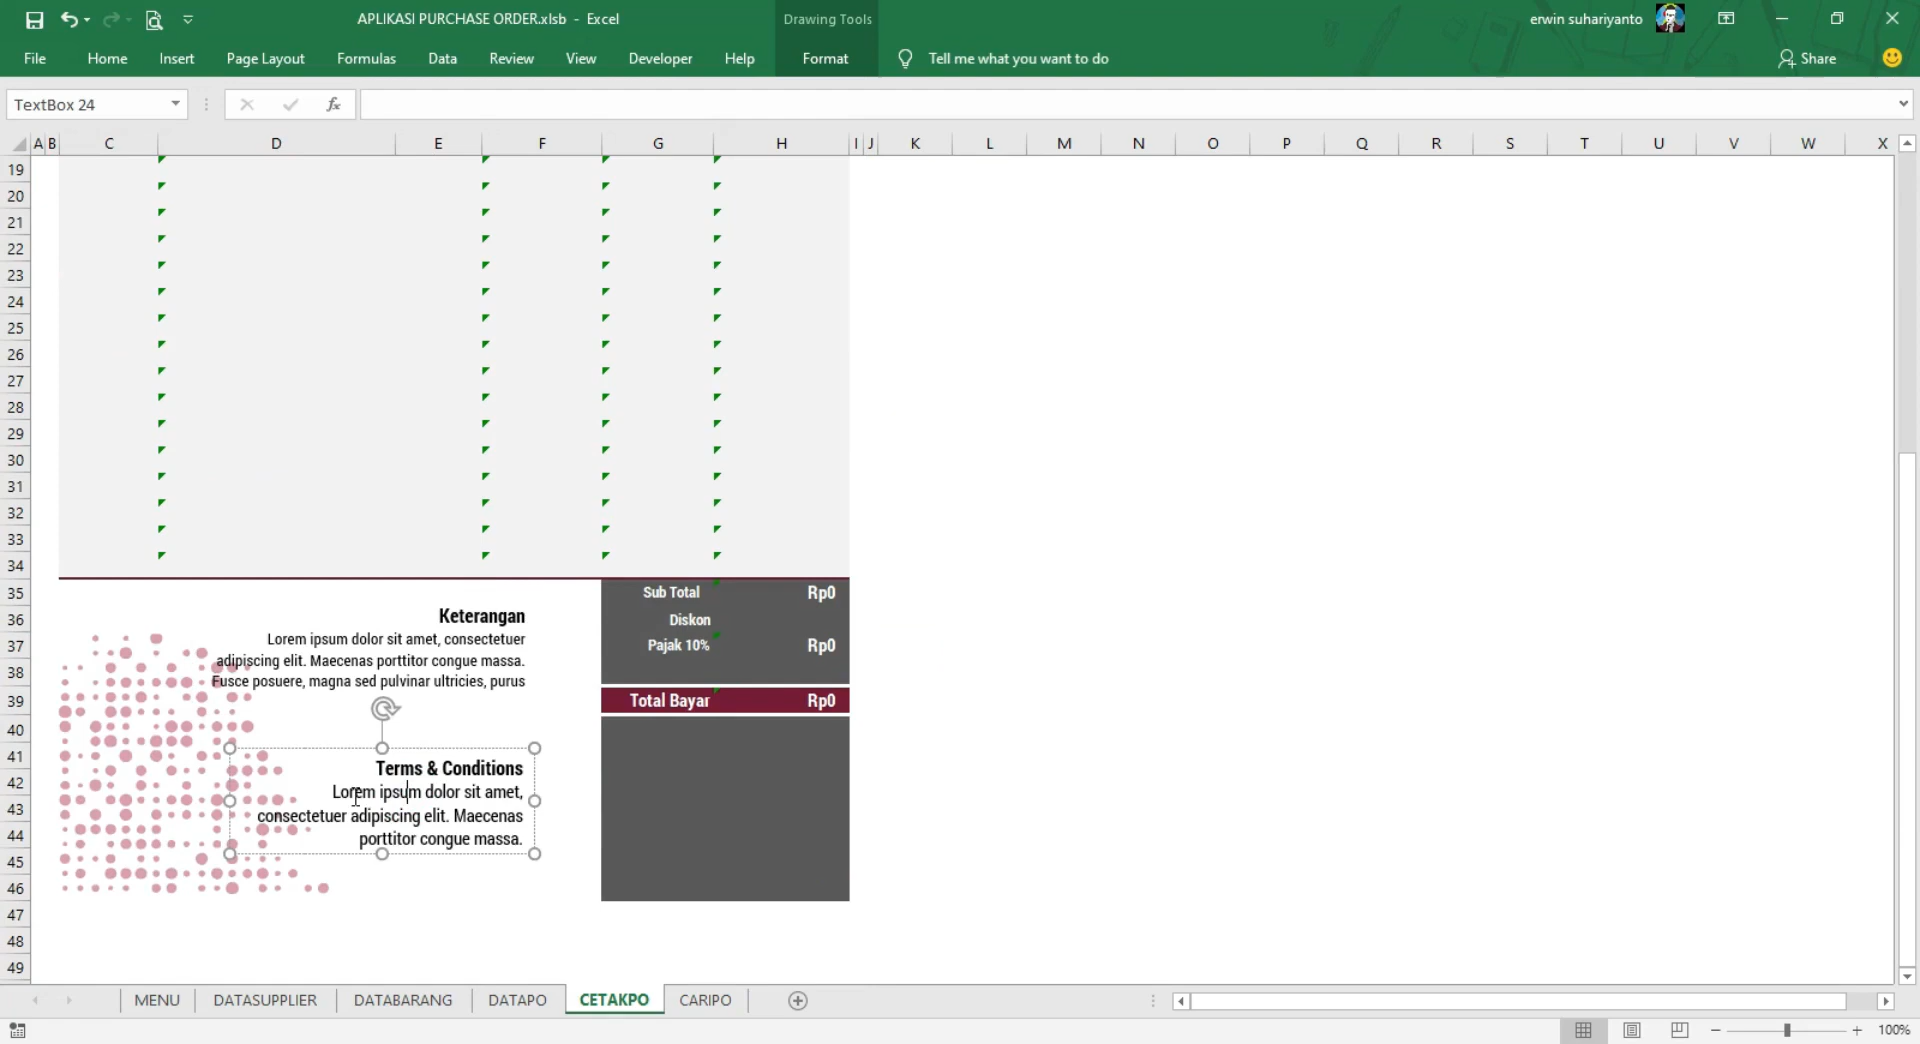 APLIKASI PURCHASE ORDER.xlsb - Excel
Drawing Tools
erwin suhariyanto
File Home Insert Page Layout Formulas Data Review View Developer Help Format Tell me what you want to do Share
TextBox 24
fx
A B C D E F G H I J K L M N O P Q R S T U V W X
19
20
21
22
23
24
25
26
27
28
29
30
31
32
33
34
35 Sub Total Rp0
36 Keterangan Diskon
37 Lorem ipsum dolor sit amet, consectetuer Pajak 10% Rp0
38 adipiscing elit. Maecenas porttitor congue massa.
Fusce posuere, magna sed pulvinar ultricies, purus
39 Total Bayar Rp0
40
41
42 Terms & Conditions
Lorem ipsum dolor sit amet,
43 consectetuer adipiscing elit. Maecenas
44 porttitor congue massa.
45
46
47
48
49
MENU DATASUPPLIER DATABARANG DATAPO CETAKPO CARIPO
100%